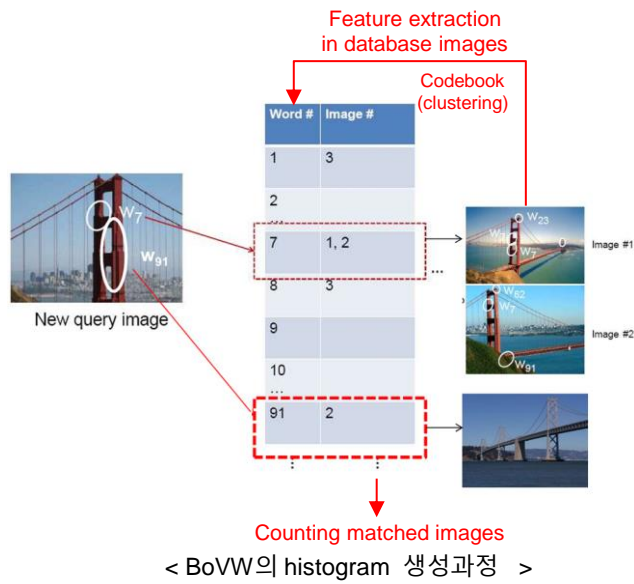 Feature extraction
in database images
Codebook
(clustering)
Word # Image #
1 3
2
...
7 1, 2
8 3
9
10
...
91 2
⋮ ⋮
W7
W91
New query image
...
W23
W7
Image #1
W62
W7
W91
Image #2
Counting matched images
< BoVW의 histogram 생성과정 >